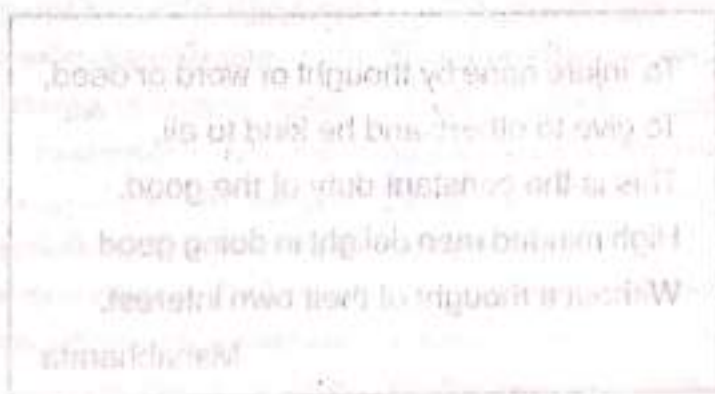 To injure none by thought or word or deed,
To give to others, and be kind to all,
This is the constant duty of the good.
High minded men delight in doing good
Without a thought of their own interest.
Mahabharata